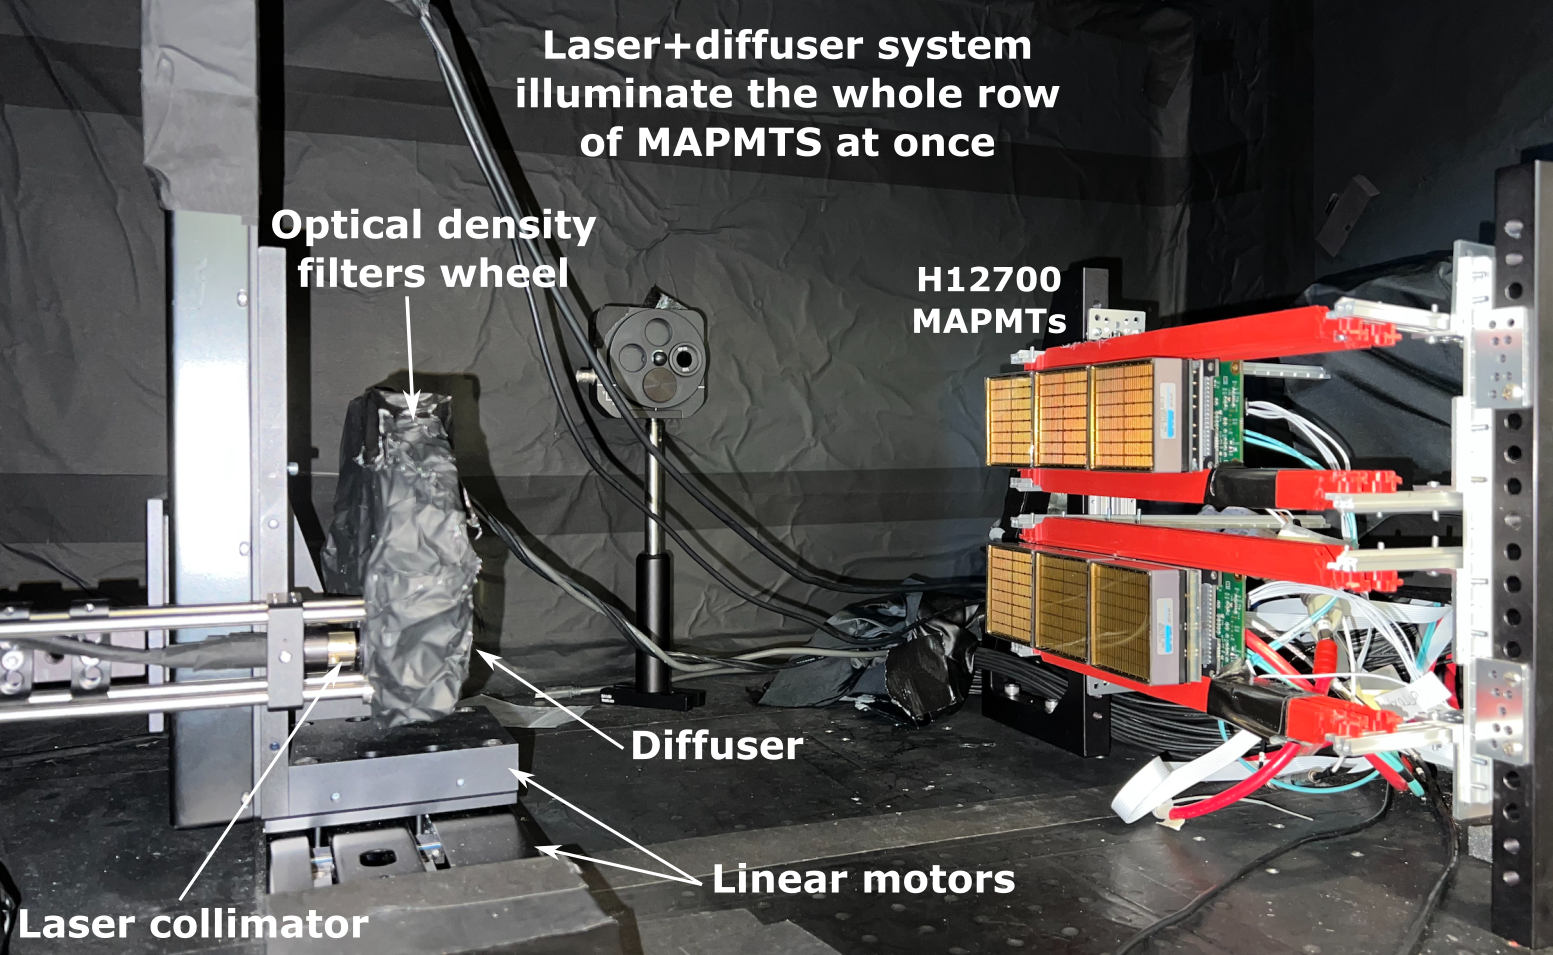 Laser+diffuser system
illuminate the whole row
of MAPMTS at once
Optical density
filters wheel
H12700
MAPMTs
Diffuser
Linear motors
Laser collimator